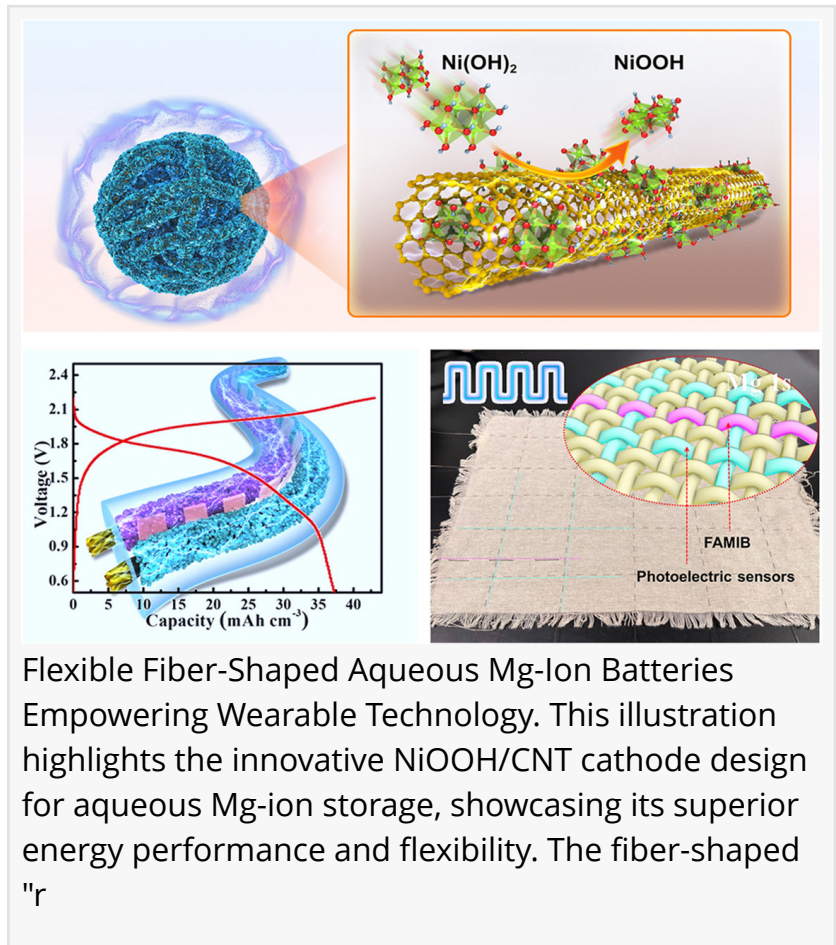 Ni(OH)₂
NiOOH
2.4
2.1
1.8
1.5
1.2
0.9
0.6
Voltage (V)
0 5 10 15 20 25 30 35 40
Capacity (mAh cm⁻³)
Mg Is
FAMIB
Photoelectric sensors
Flexible Fiber-Shaped Aqueous Mg-Ion Batteries
Empowering Wearable Technology. This illustration
highlights the innovative NiOOH/CNT cathode design
for aqueous Mg-ion storage, showcasing its superior
energy performance and flexibility. The fiber-shaped
"r